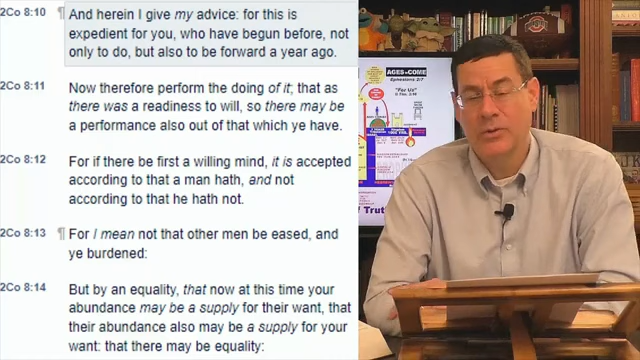 2Co 8:10 ¶ And herein I give my advice: for this is
expedient for you, who have begun before, not
only to do, but also to be forward a year ago.
2Co 8:11 Now therefore perform the doing of it; that as
there was a readiness to will, so there may be
a performance also out of that which ye have.
2Co 8:12 For if there be first a willing mind, it is accepted
according to that a man hath, and not
according to that he hath not.
2Co 8:13 ¶ For I mean not that other men be eased, and
ye burdened:
2Co 8:14 But by an equality, that now at this time your
abundance may be a supply for their want, that
their abundance also may be a supply for your
want: that there may be equality:
AGES to COME
Ephesians 2:7
"For Us"